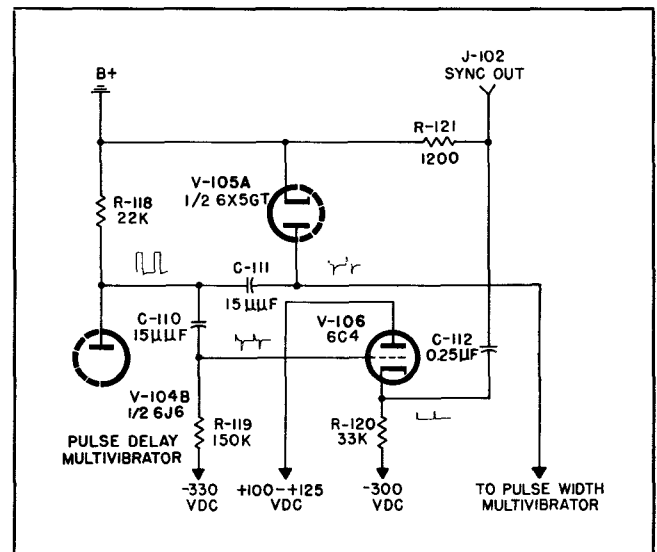 J-102
SYNC OUT
B+
R-121
1200
V-105A
1/2 6X5GT
R-118
22K
C-111
15µµF
C-110
15µµF
V-106
6C4
C-112
0.25µF
V-104B
1/2 6J6
R-119
150K
R-120
33K
PULSE DELAY
MULTIVIBRATOR
-330
VDC
+100-+125
VDC
-300
VDC
TO PULSE WIDTH
MULTIVIBRATOR